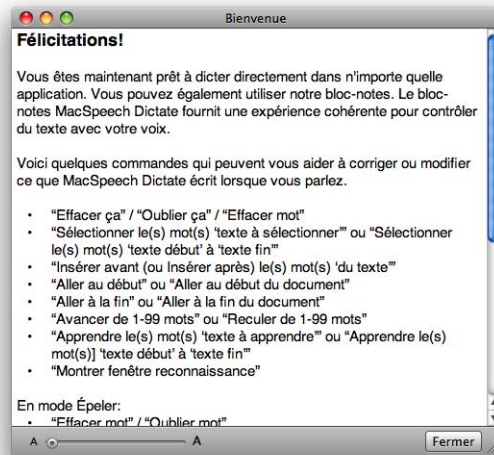 Bienvenue
Félicitations!
Vous êtes maintenant prêt à dicter directement dans n'importe quelle
application. Vous pouvez également utiliser notre bloc-notes. Le bloc-
notes MacSpeech Dictate fournit une expérience cohérente pour contrôler
du texte avec votre voix.
Voici quelques commandes qui peuvent vous aider à corriger ou modifier
ce que MacSpeech Dictate écrit lorsque vous parlez.
• “Effacer ça” / “Oublier ça” / “Effacer mot”
• “Sélectionner le(s) mot(s) ‘texte à sélectionner’” ou “Sélectionner
le(s) mot(s) ‘texte début’ à ‘texte fin’”
• “Insérer avant (ou Insérer après) le(s) mot(s) ‘du texte’”
• “Aller au début” ou “Aller au début du document”
• “Aller à la fin” ou “Aller à la fin du document”
• “Avancer de 1-99 mots” ou “Reculer de 1-99 mots”
• “Apprendre le(s) mot(s) ‘texte à apprendre’” ou “Apprendre le(s)
mot(s)] ‘texte début’ à ‘texte fin’”
• “Montrer fenêtre reconnaissance”
En mode Épeler:
• “Effacer mot” / “Oublier mot”
A A Fermer